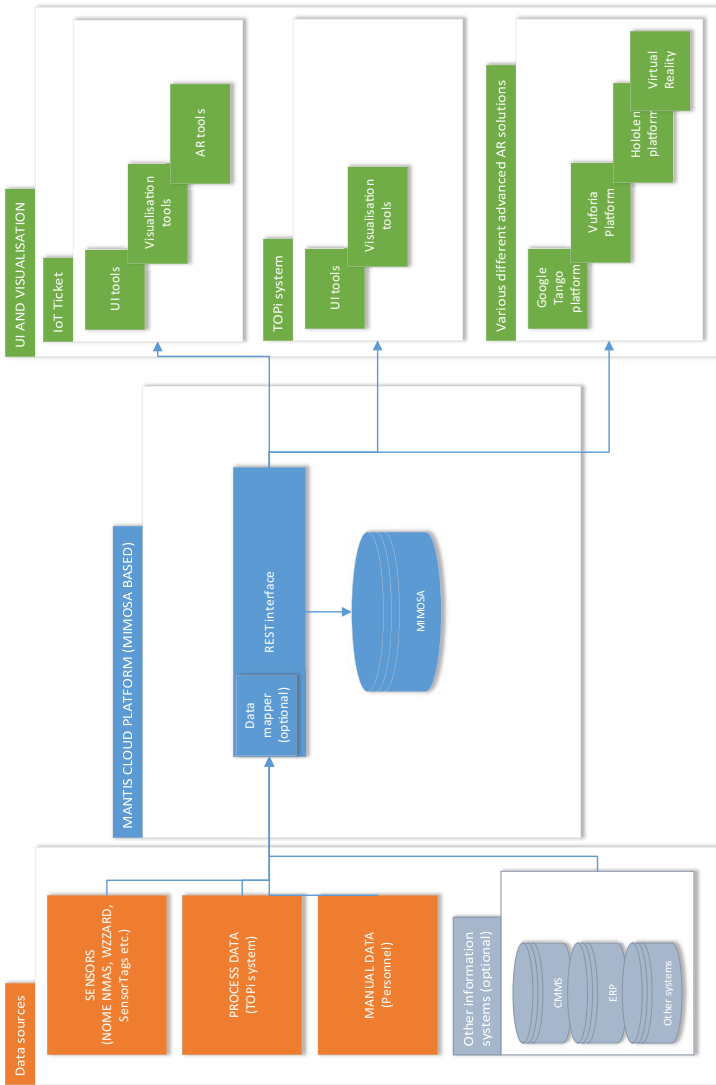 Data sources
SENSORS
(NOME NMAS, WZZARD,
SensorTags etc.)
PROCESS DATA
(TOPi system)
MANUAL DATA
(Personnel)
Other information
systems (optional)
CMMS
ERP
Other systems
MANTIS CLOUD PLATFORM (MIMOSA BASED)
Data
mapper
(optional)
REST interface
MIMOSA
UI AND VISUALISATION
IoT Ticket
UI tools
Visualisation
tools
AR tools
TOPi system
UI tools
Visualisation
tools
Various different advanced AR solutions
Google
Tango
platform
Vuforia
Platform
HoloLen
platform
Virtual
Reality